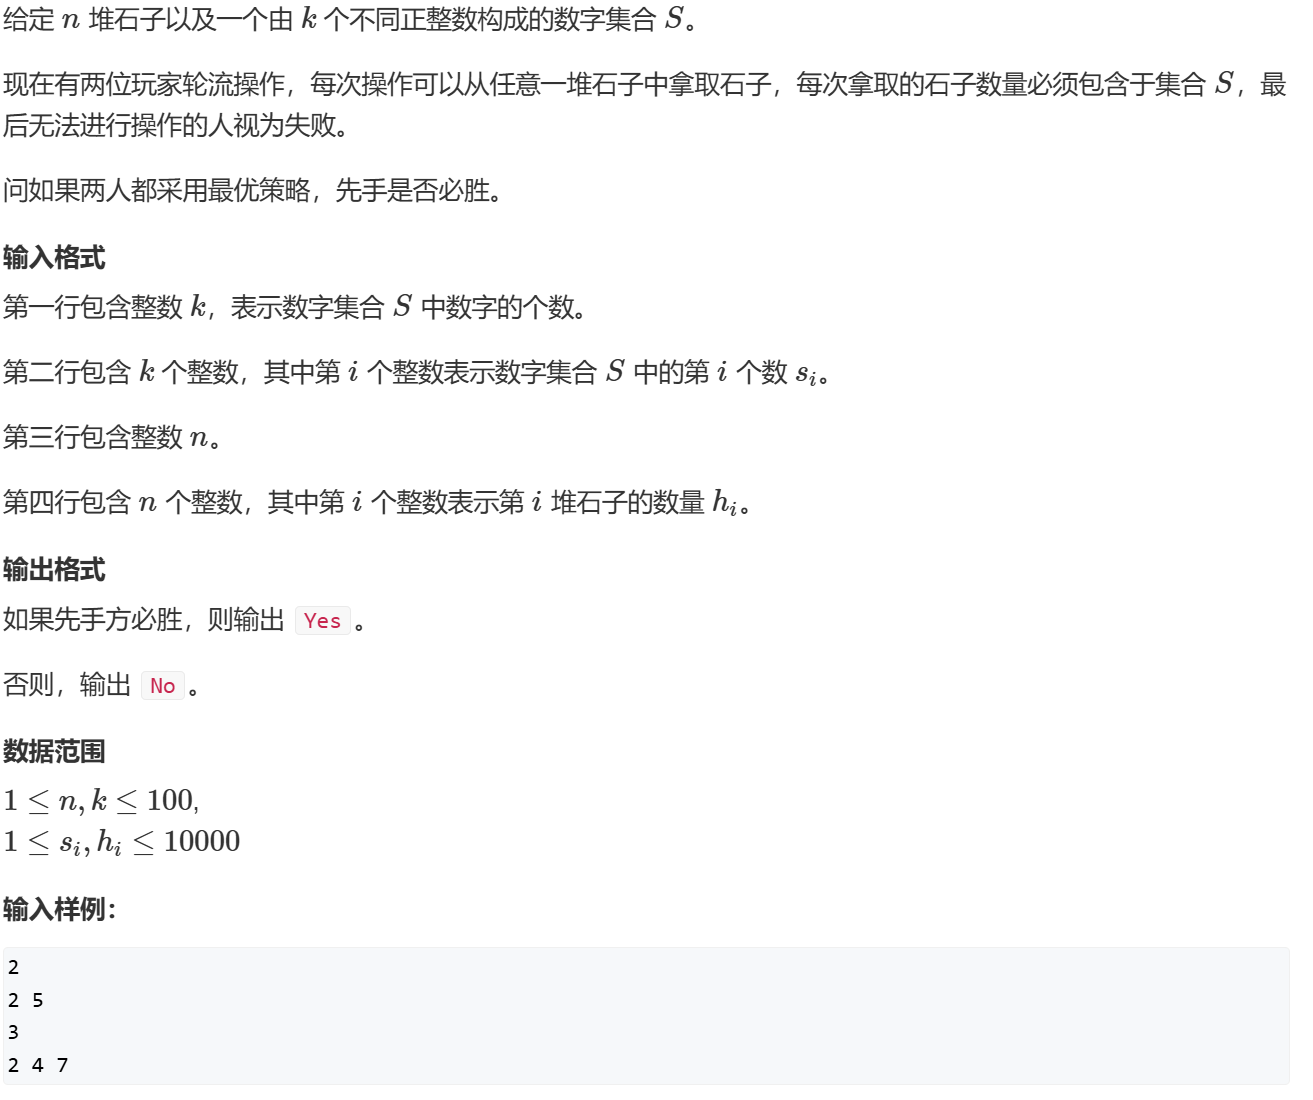 给定 n 堆石子以及一个由 k 个不同正整数构成的数字集合 S。
现在有两位玩家轮流操作，每次操作可以从任意一堆石子中拿取石子，每次拿取的石子数量必须包含于集合 S，最
后无法进行操作的人视为失败。
问如果两人都采用最优策略，先手是否必胜。
输入格式
第一行包含整数 k，表示数字集合 S 中数字的个数。
第二行包含 k 个整数，其中第 i 个整数表示数字集合 S 中的第 i 个数 s_i。
第三行包含整数 n。
第四行包含 n 个整数，其中第 i 个整数表示第 i 堆石子的数量 h_i。
输出格式
如果先手方必胜，则输出 Yes。
否则，输出 No。
数据范围
1 ≤ n, k ≤ 100,
1 ≤ s_i, h_i ≤ 10000
输入样例：
2
2 5
3
2 4 7